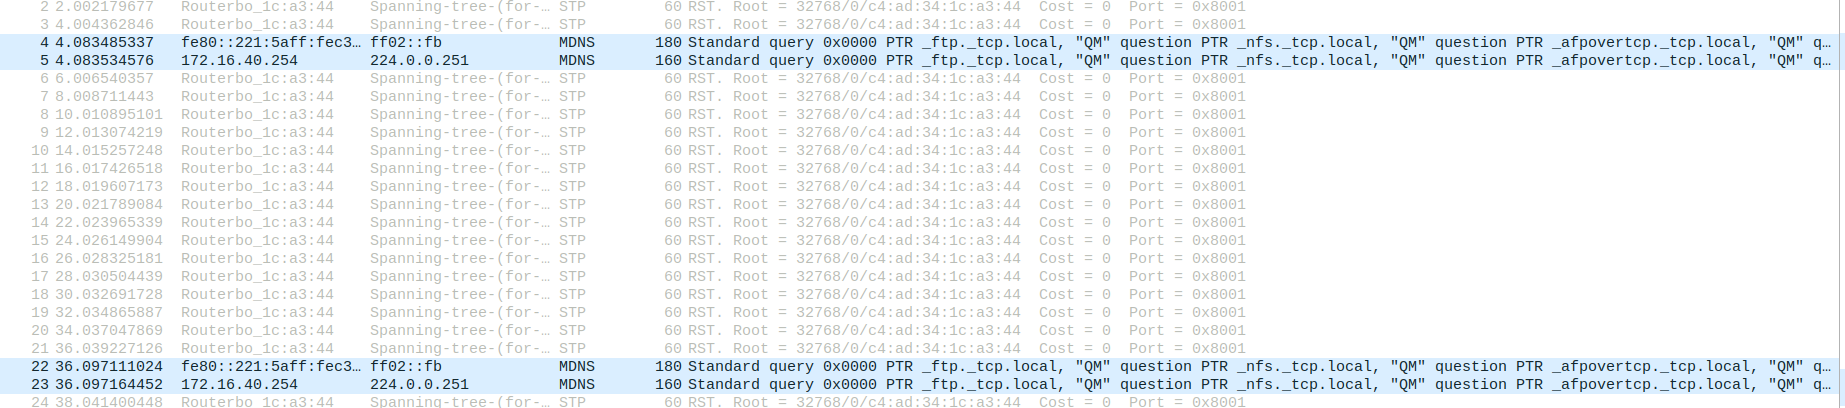 2 2.002179677 Routerbo_1c:a3:44 Spanning-tree-(for-… STP 60 RST. Root = 32768/0/c4:ad:34:1c:a3:44 Cost = 0 Port = 0x8001
3 4.004362846 Routerbo_1c:a3:44 Spanning-tree-(for-… STP 60 RST. Root = 32768/0/c4:ad:34:1c:a3:44 Cost = 0 Port = 0x8001
4 4.083485337 fe80::221:5aff:fec3… ff02::fb MDNS 180 Standard query 0x0000 PTR _ftp._tcp.local, "QM" question PTR _nfs._tcp.local, "QM" question PTR _afpovertcp._tcp.local, "QM" q…
5 4.083534576 172.16.40.254 224.0.0.251 MDNS 160 Standard query 0x0000 PTR _ftp._tcp.local, "QM" question PTR _nfs._tcp.local, "QM" question PTR _afpovertcp._tcp.local, "QM" q…
6 6.006540357 Routerbo_1c:a3:44 Spanning-tree-(for-… STP 60 RST. Root = 32768/0/c4:ad:34:1c:a3:44 Cost = 0 Port = 0x8001
7 8.008711443 Routerbo_1c:a3:44 Spanning-tree-(for-… STP 60 RST. Root = 32768/0/c4:ad:34:1c:a3:44 Cost = 0 Port = 0x8001
8 10.010895101 Routerbo_1c:a3:44 Spanning-tree-(for-… STP 60 RST. Root = 32768/0/c4:ad:34:1c:a3:44 Cost = 0 Port = 0x8001
9 12.013074219 Routerbo_1c:a3:44 Spanning-tree-(for-… STP 60 RST. Root = 32768/0/c4:ad:34:1c:a3:44 Cost = 0 Port = 0x8001
10 14.015257248 Routerbo_1c:a3:44 Spanning-tree-(for-… STP 60 RST. Root = 32768/0/c4:ad:34:1c:a3:44 Cost = 0 Port = 0x8001
11 16.017426518 Routerbo_1c:a3:44 Spanning-tree-(for-… STP 60 RST. Root = 32768/0/c4:ad:34:1c:a3:44 Cost = 0 Port = 0x8001
12 18.019607173 Routerbo_1c:a3:44 Spanning-tree-(for-… STP 60 RST. Root = 32768/0/c4:ad:34:1c:a3:44 Cost = 0 Port = 0x8001
13 20.021789084 Routerbo_1c:a3:44 Spanning-tree-(for-… STP 60 RST. Root = 32768/0/c4:ad:34:1c:a3:44 Cost = 0 Port = 0x8001
14 22.023965339 Routerbo_1c:a3:44 Spanning-tree-(for-… STP 60 RST. Root = 32768/0/c4:ad:34:1c:a3:44 Cost = 0 Port = 0x8001
15 24.026149904 Routerbo_1c:a3:44 Spanning-tree-(for-… STP 60 RST. Root = 32768/0/c4:ad:34:1c:a3:44 Cost = 0 Port = 0x8001
16 26.028325181 Routerbo_1c:a3:44 Spanning-tree-(for-… STP 60 RST. Root = 32768/0/c4:ad:34:1c:a3:44 Cost = 0 Port = 0x8001
17 28.030504439 Routerbo_1c:a3:44 Spanning-tree-(for-… STP 60 RST. Root = 32768/0/c4:ad:34:1c:a3:44 Cost = 0 Port = 0x8001
18 30.032691728 Routerbo_1c:a3:44 Spanning-tree-(for-… STP 60 RST. Root = 32768/0/c4:ad:34:1c:a3:44 Cost = 0 Port = 0x8001
19 32.034865887 Routerbo_1c:a3:44 Spanning-tree-(for-… STP 60 RST. Root = 32768/0/c4:ad:34:1c:a3:44 Cost = 0 Port = 0x8001
20 34.037047869 Routerbo_1c:a3:44 Spanning-tree-(for-… STP 60 RST. Root = 32768/0/c4:ad:34:1c:a3:44 Cost = 0 Port = 0x8001
21 36.039227126 Routerbo_1c:a3:44 Spanning-tree-(for-… STP 60 RST. Root = 32768/0/c4:ad:34:1c:a3:44 Cost = 0 Port = 0x8001
22 36.097111024 fe80::221:5aff:fec3… ff02::fb MDNS 180 Standard query 0x0000 PTR _ftp._tcp.local, "QM" question PTR _nfs._tcp.local, "QM" question PTR _afpovertcp._tcp.local, "QM" q…
23 36.097164452 172.16.40.254 224.0.0.251 MDNS 160 Standard query 0x0000 PTR _ftp._tcp.local, "QM" question PTR _nfs._tcp.local, "QM" question PTR _afpovertcp._tcp.local, "QM" q…
24 38.041400448 Routerbo_1c:a3:44 Spanning-tree-(for-… STP 60 RST. Root = 32768/0/c4:ad:34:1c:a3:44 Cost = 0 Port = 0x8001